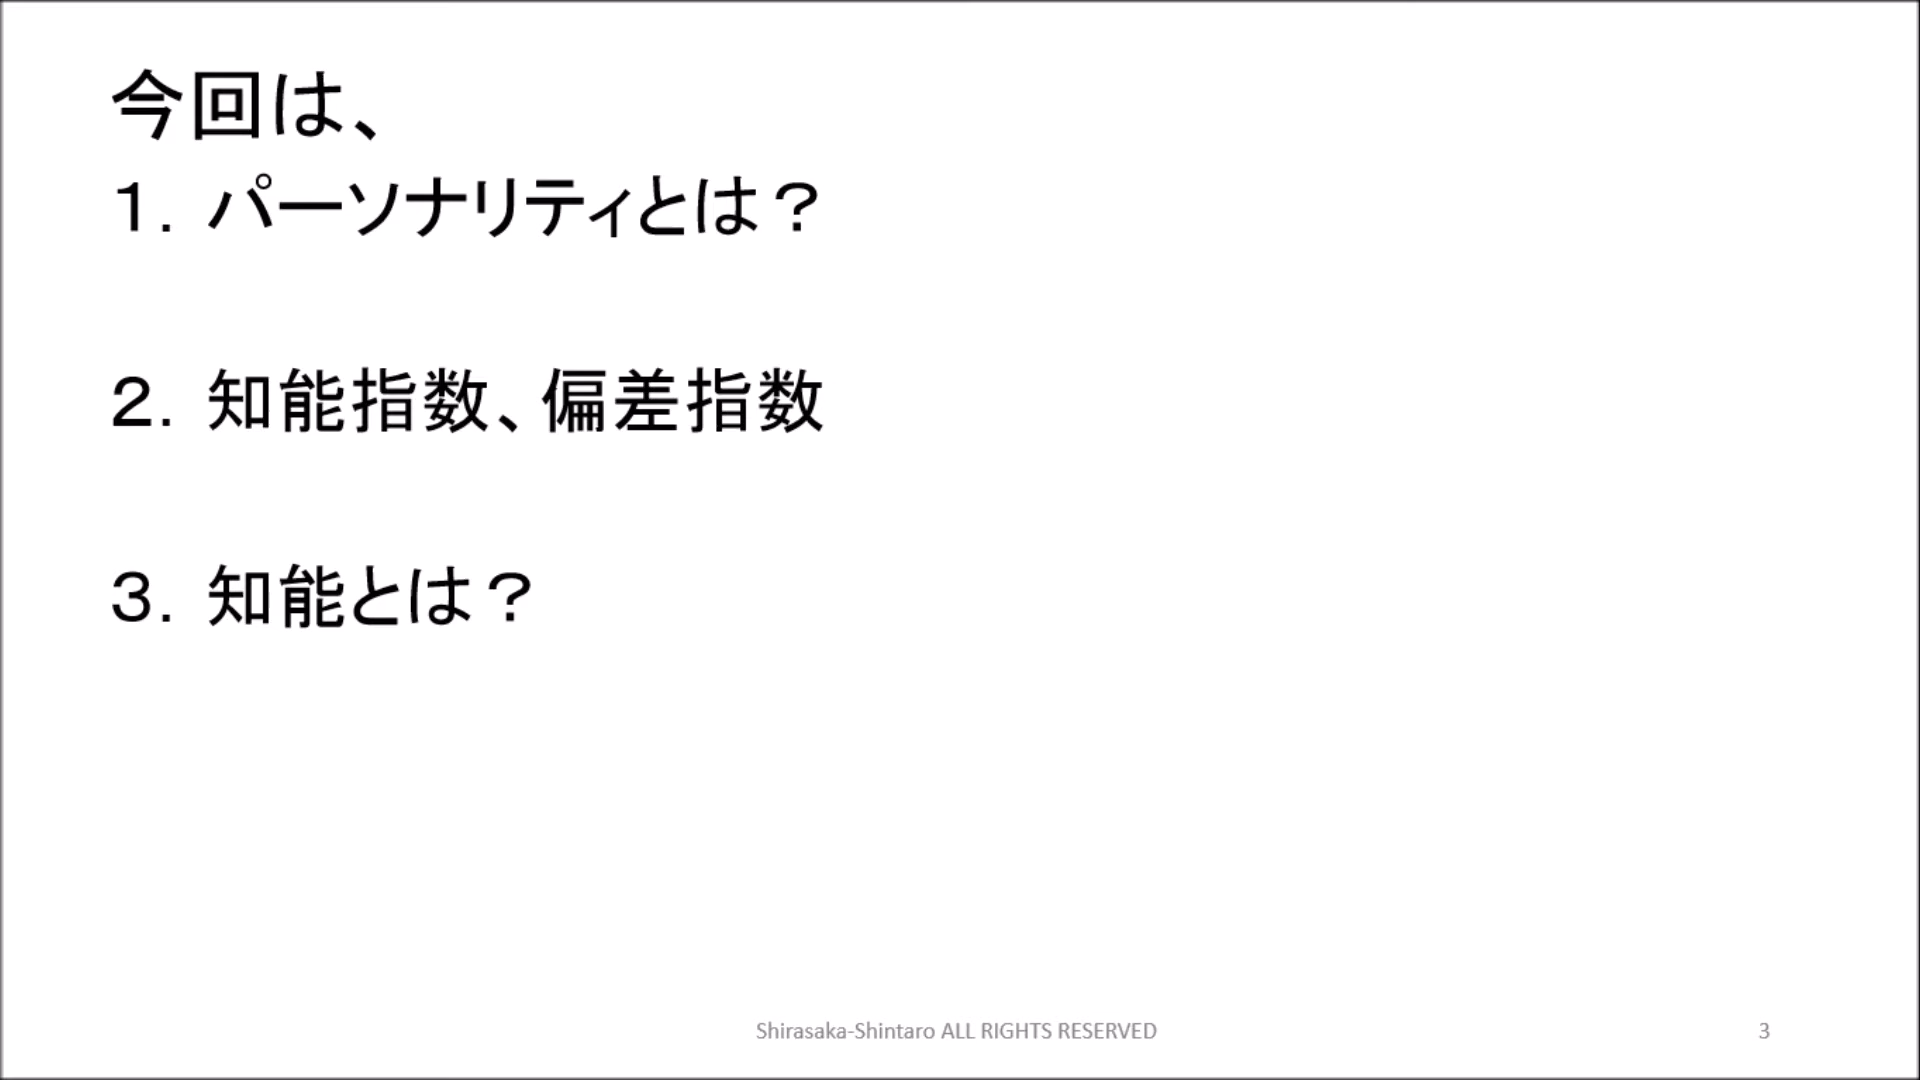 今回は、
１．パーソナリティとは？
２．知能指数、偏差指数
３．知能とは？
Shirasaka-Shintaro ALL RIGHTS RESERVED
3